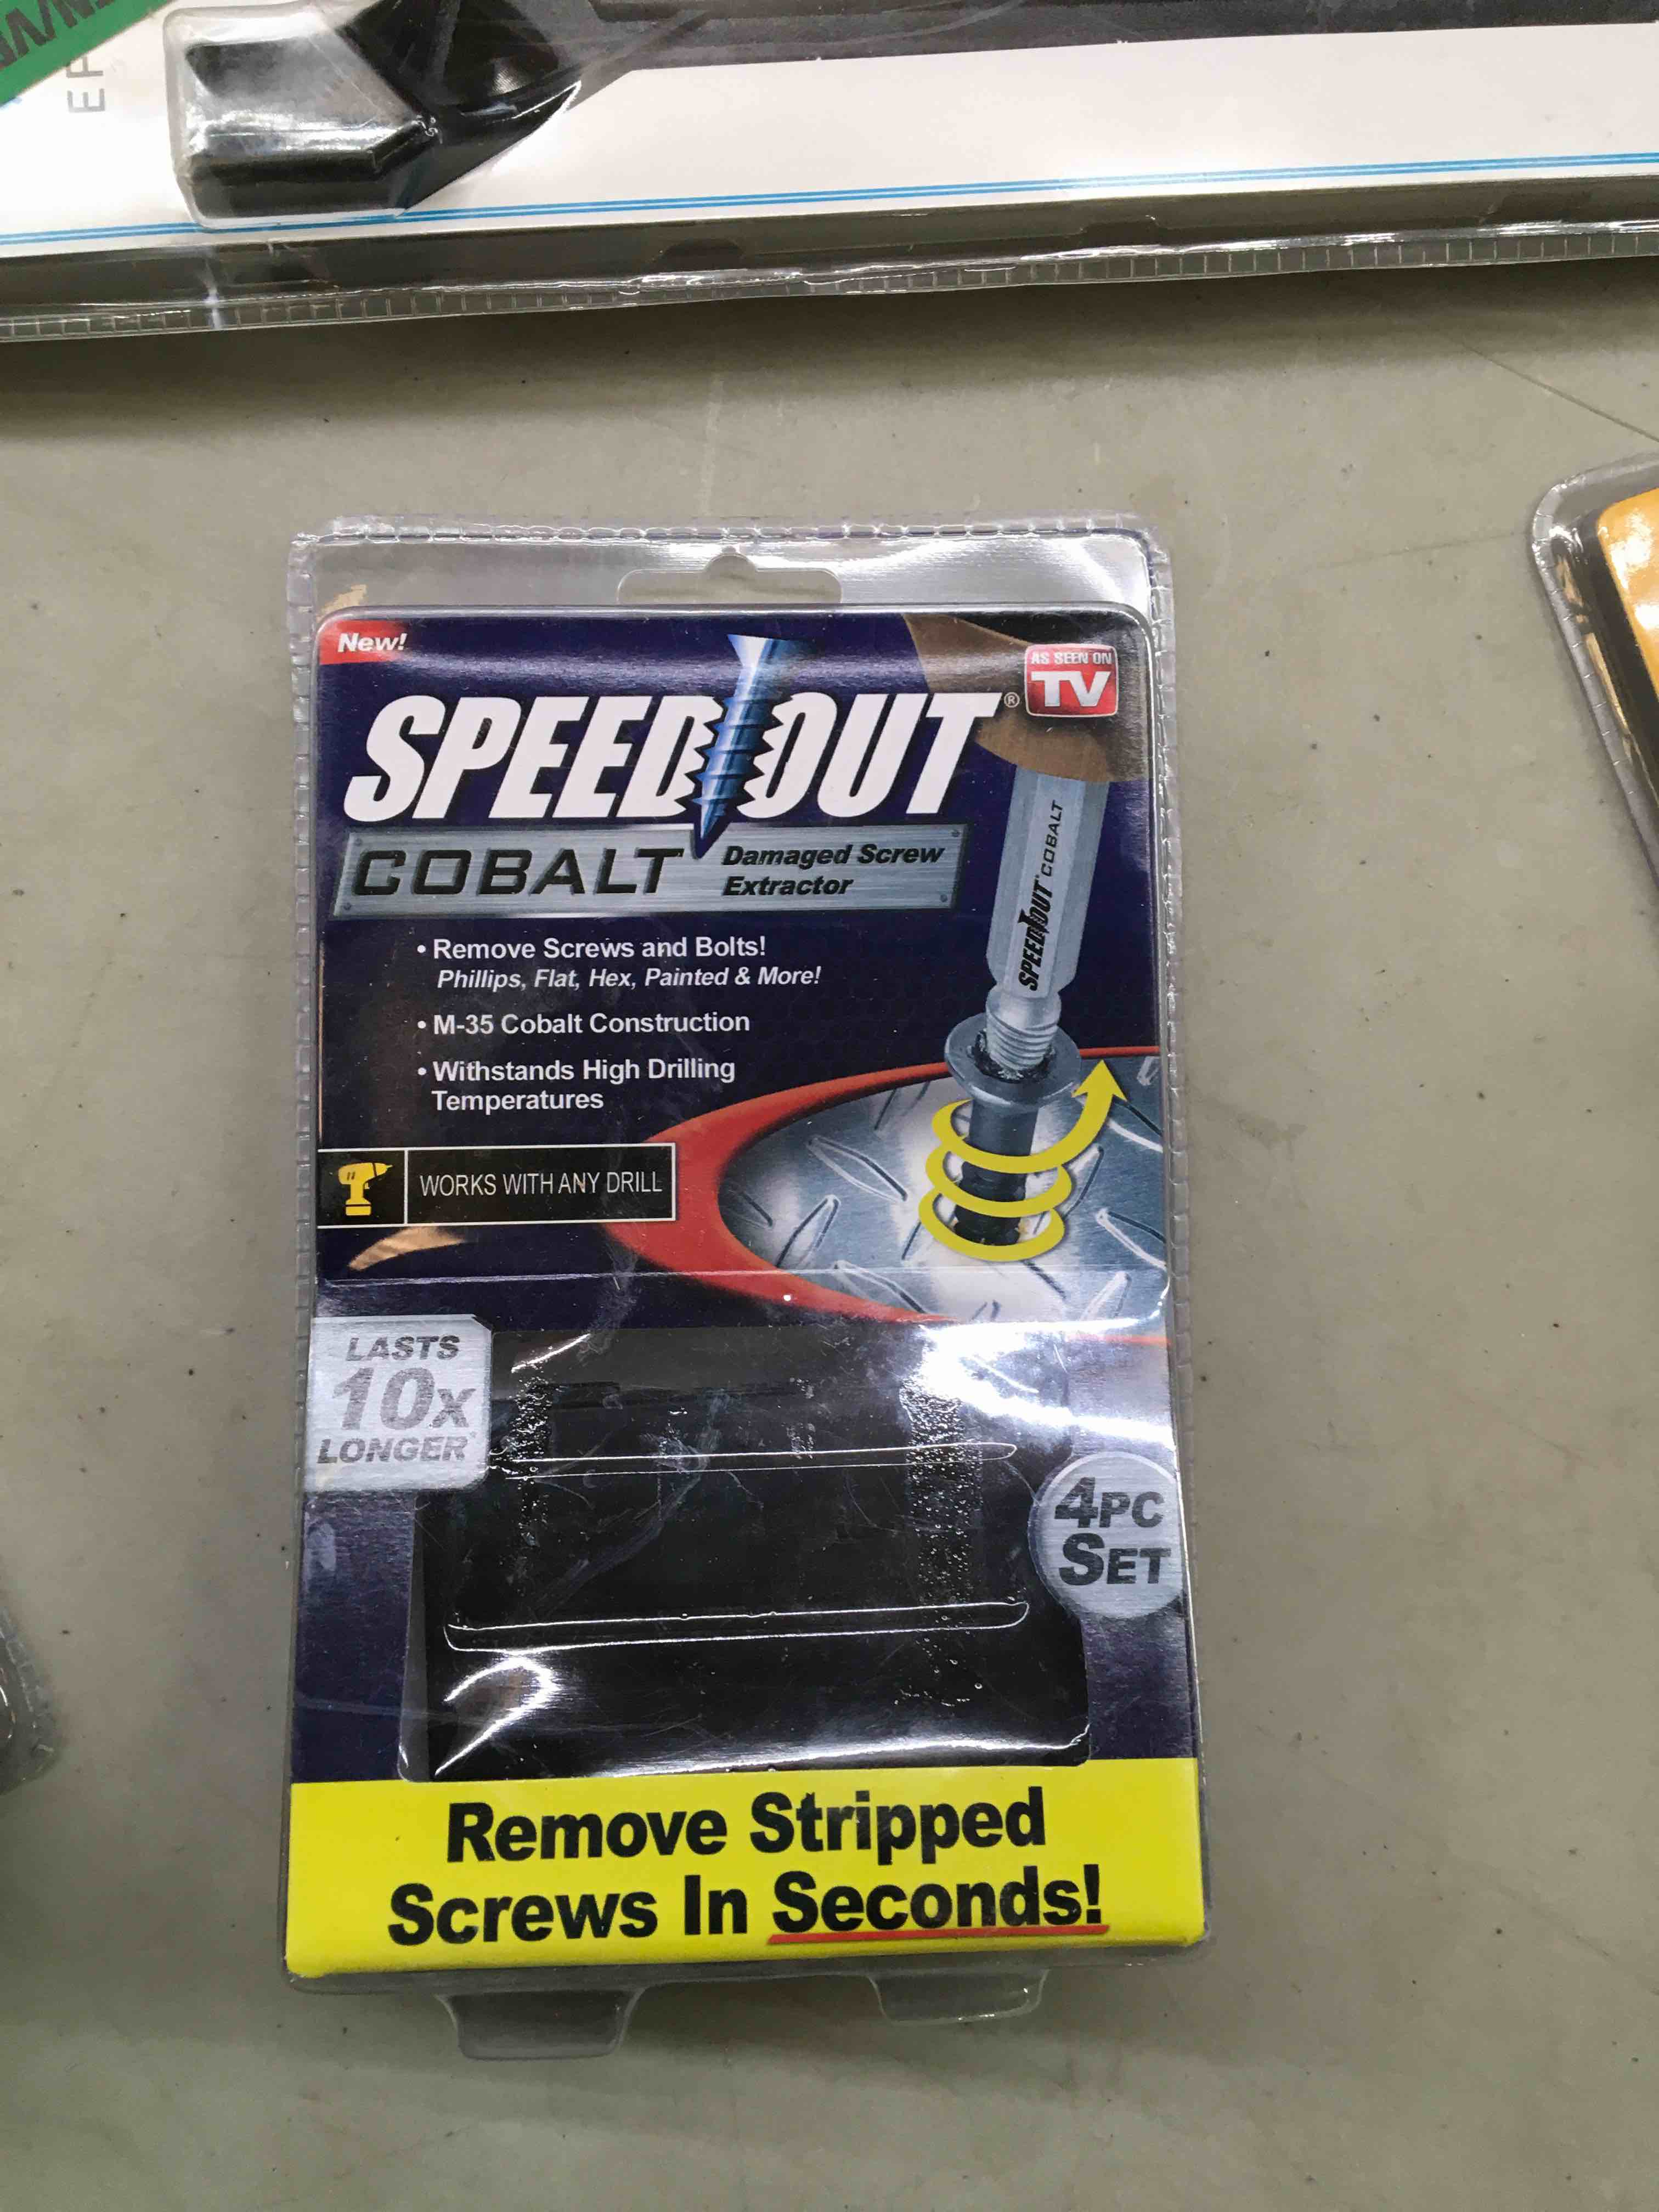 New!
AS SEEN ON
TV
SPEEDOUT®
COBALT
Damaged Screw
Extractor
SPEEDOUT COBALT
• Remove Screws and Bolts!
Phillips, Flat, Hex, Painted & More!
• M-35 Cobalt Construction
• Withstands High Drilling
Temperatures
WORKS WITH ANY DRILL
LASTS
10x
LONGER*
4PC
SET
Remove Stripped
Screws In Seconds!